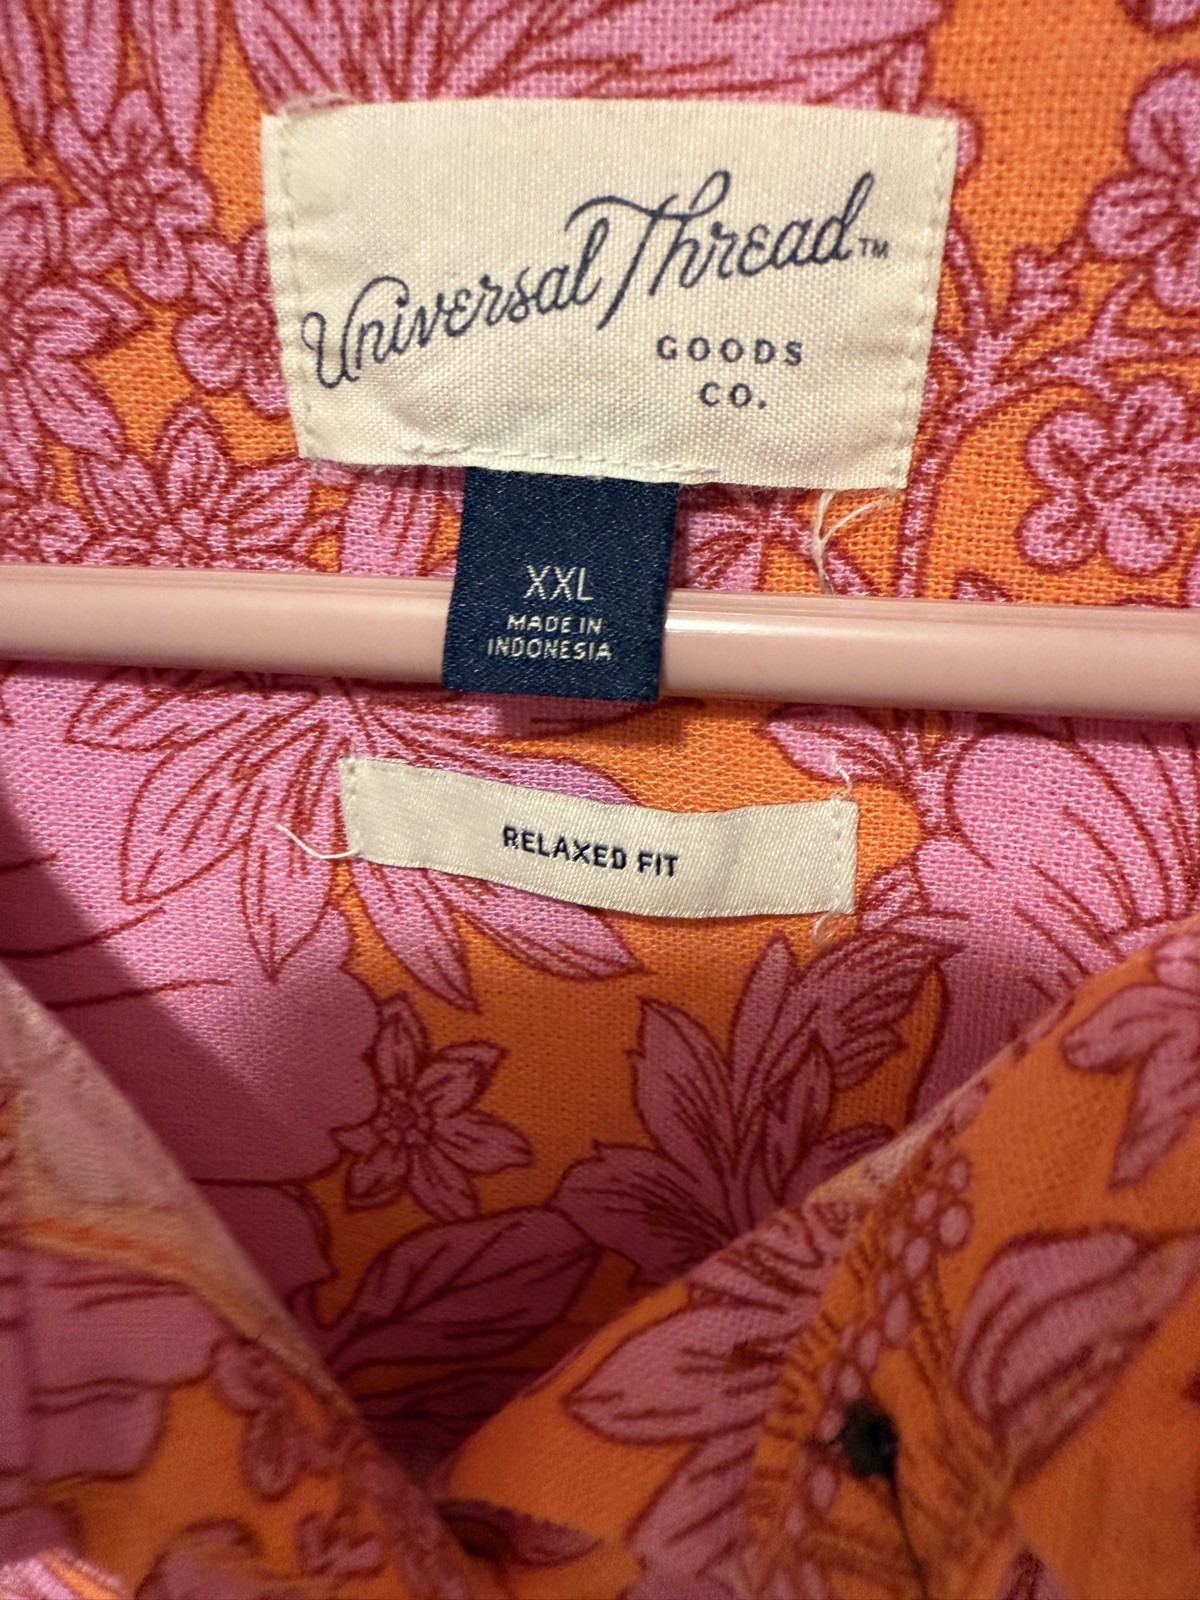 Universal Thread™
GOODS
CO.
XXL
MADE IN
INDONESIA
RELAXED FIT